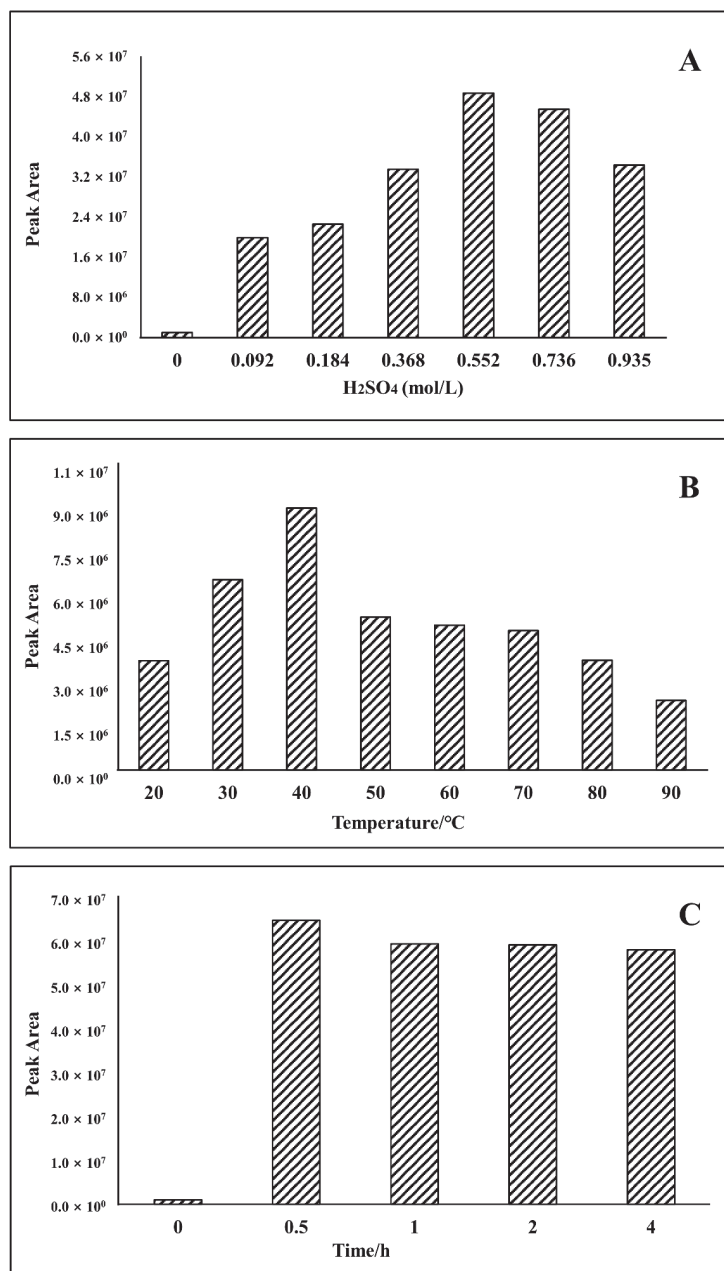 A
5.6 × 10⁷
4.8 × 10⁷
4.0 × 10⁷
3.2 × 10⁷
2.4 × 10⁷
1.6 × 10⁷
8.0 × 10⁶
0.0 × 10⁰
Peak Area
0 0.092 0.184 0.368 0.552 0.736 0.935
H₂SO₄ (mol/L)
B
1.1 × 10⁷
9.0 × 10⁶
7.5 × 10⁶
6.0 × 10⁶
4.5 × 10⁶
3.0 × 10⁶
1.5 × 10⁶
0.0 × 10⁰
Peak Area
20 30 40 50 60 70 80 90
Temperature/°C
C
7.0 × 10⁷
6.0 × 10⁷
5.0 × 10⁷
4.0 × 10⁷
3.0 × 10⁷
2.0 × 10⁷
1.0 × 10⁷
0.0 × 10⁰
Peak Area
0 0.5 1 2 4
Time/h